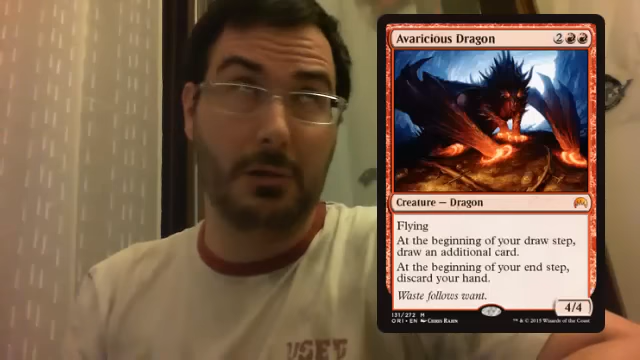 Avaricious Dragon 2
Creature — Dragon
Flying
At the beginning of your draw step,
draw an additional card.
At the beginning of your end step,
discard your hand.
Waste follows want.
4/4
131/272 M
ORI • EN Chris Rahn
™ & © 2015 Wizards of the Coast